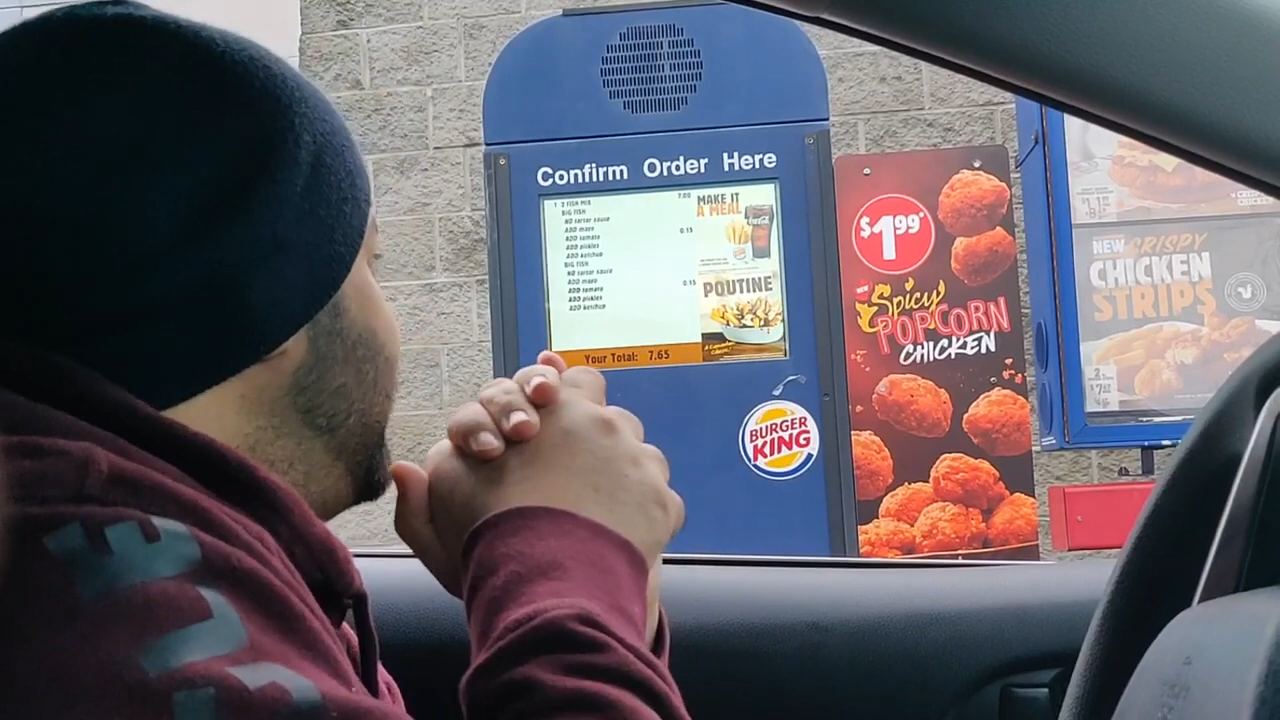 Confirm Order Here
1 2 FISH MIX 7.00
BIG FISH
NO tartar sauce
ADD mayo 0.15
ADD tomato
ADD pickles
ADD ketchup
BIG FISH
NO tartar sauce
ADD mayo 0.15
ADD tomato
ADD pickles
ADD ketchup
Your Total: 7.65
MAKE IT
A MEAL
POUTINE
BURGER
KING
$1.99*
NEW
Spicy
POPCORN
CHICKEN
NEW CRISPY
CHICKEN
STRIPS